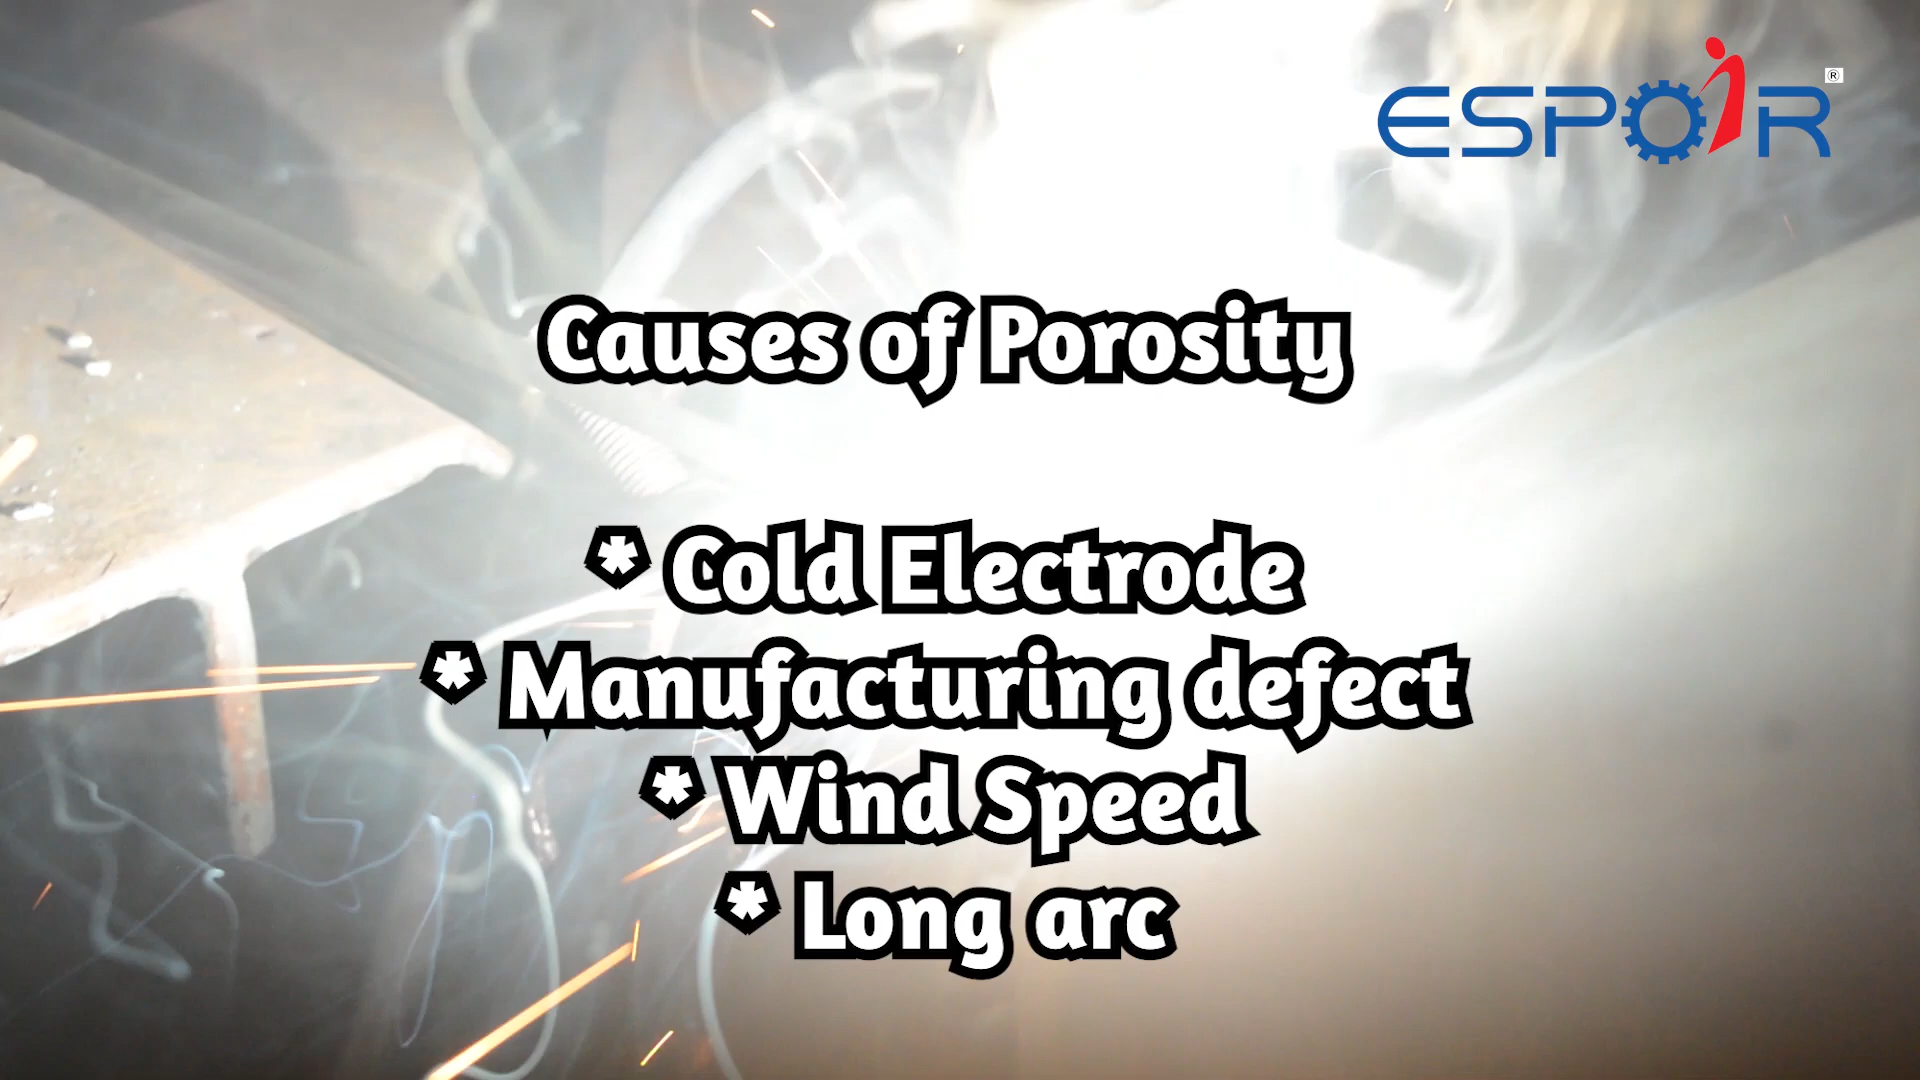 ESPOIR
®
Causes of Porosity
* Cold Electrode
* Manufacturing defect
* Wind Speed
* Long arc